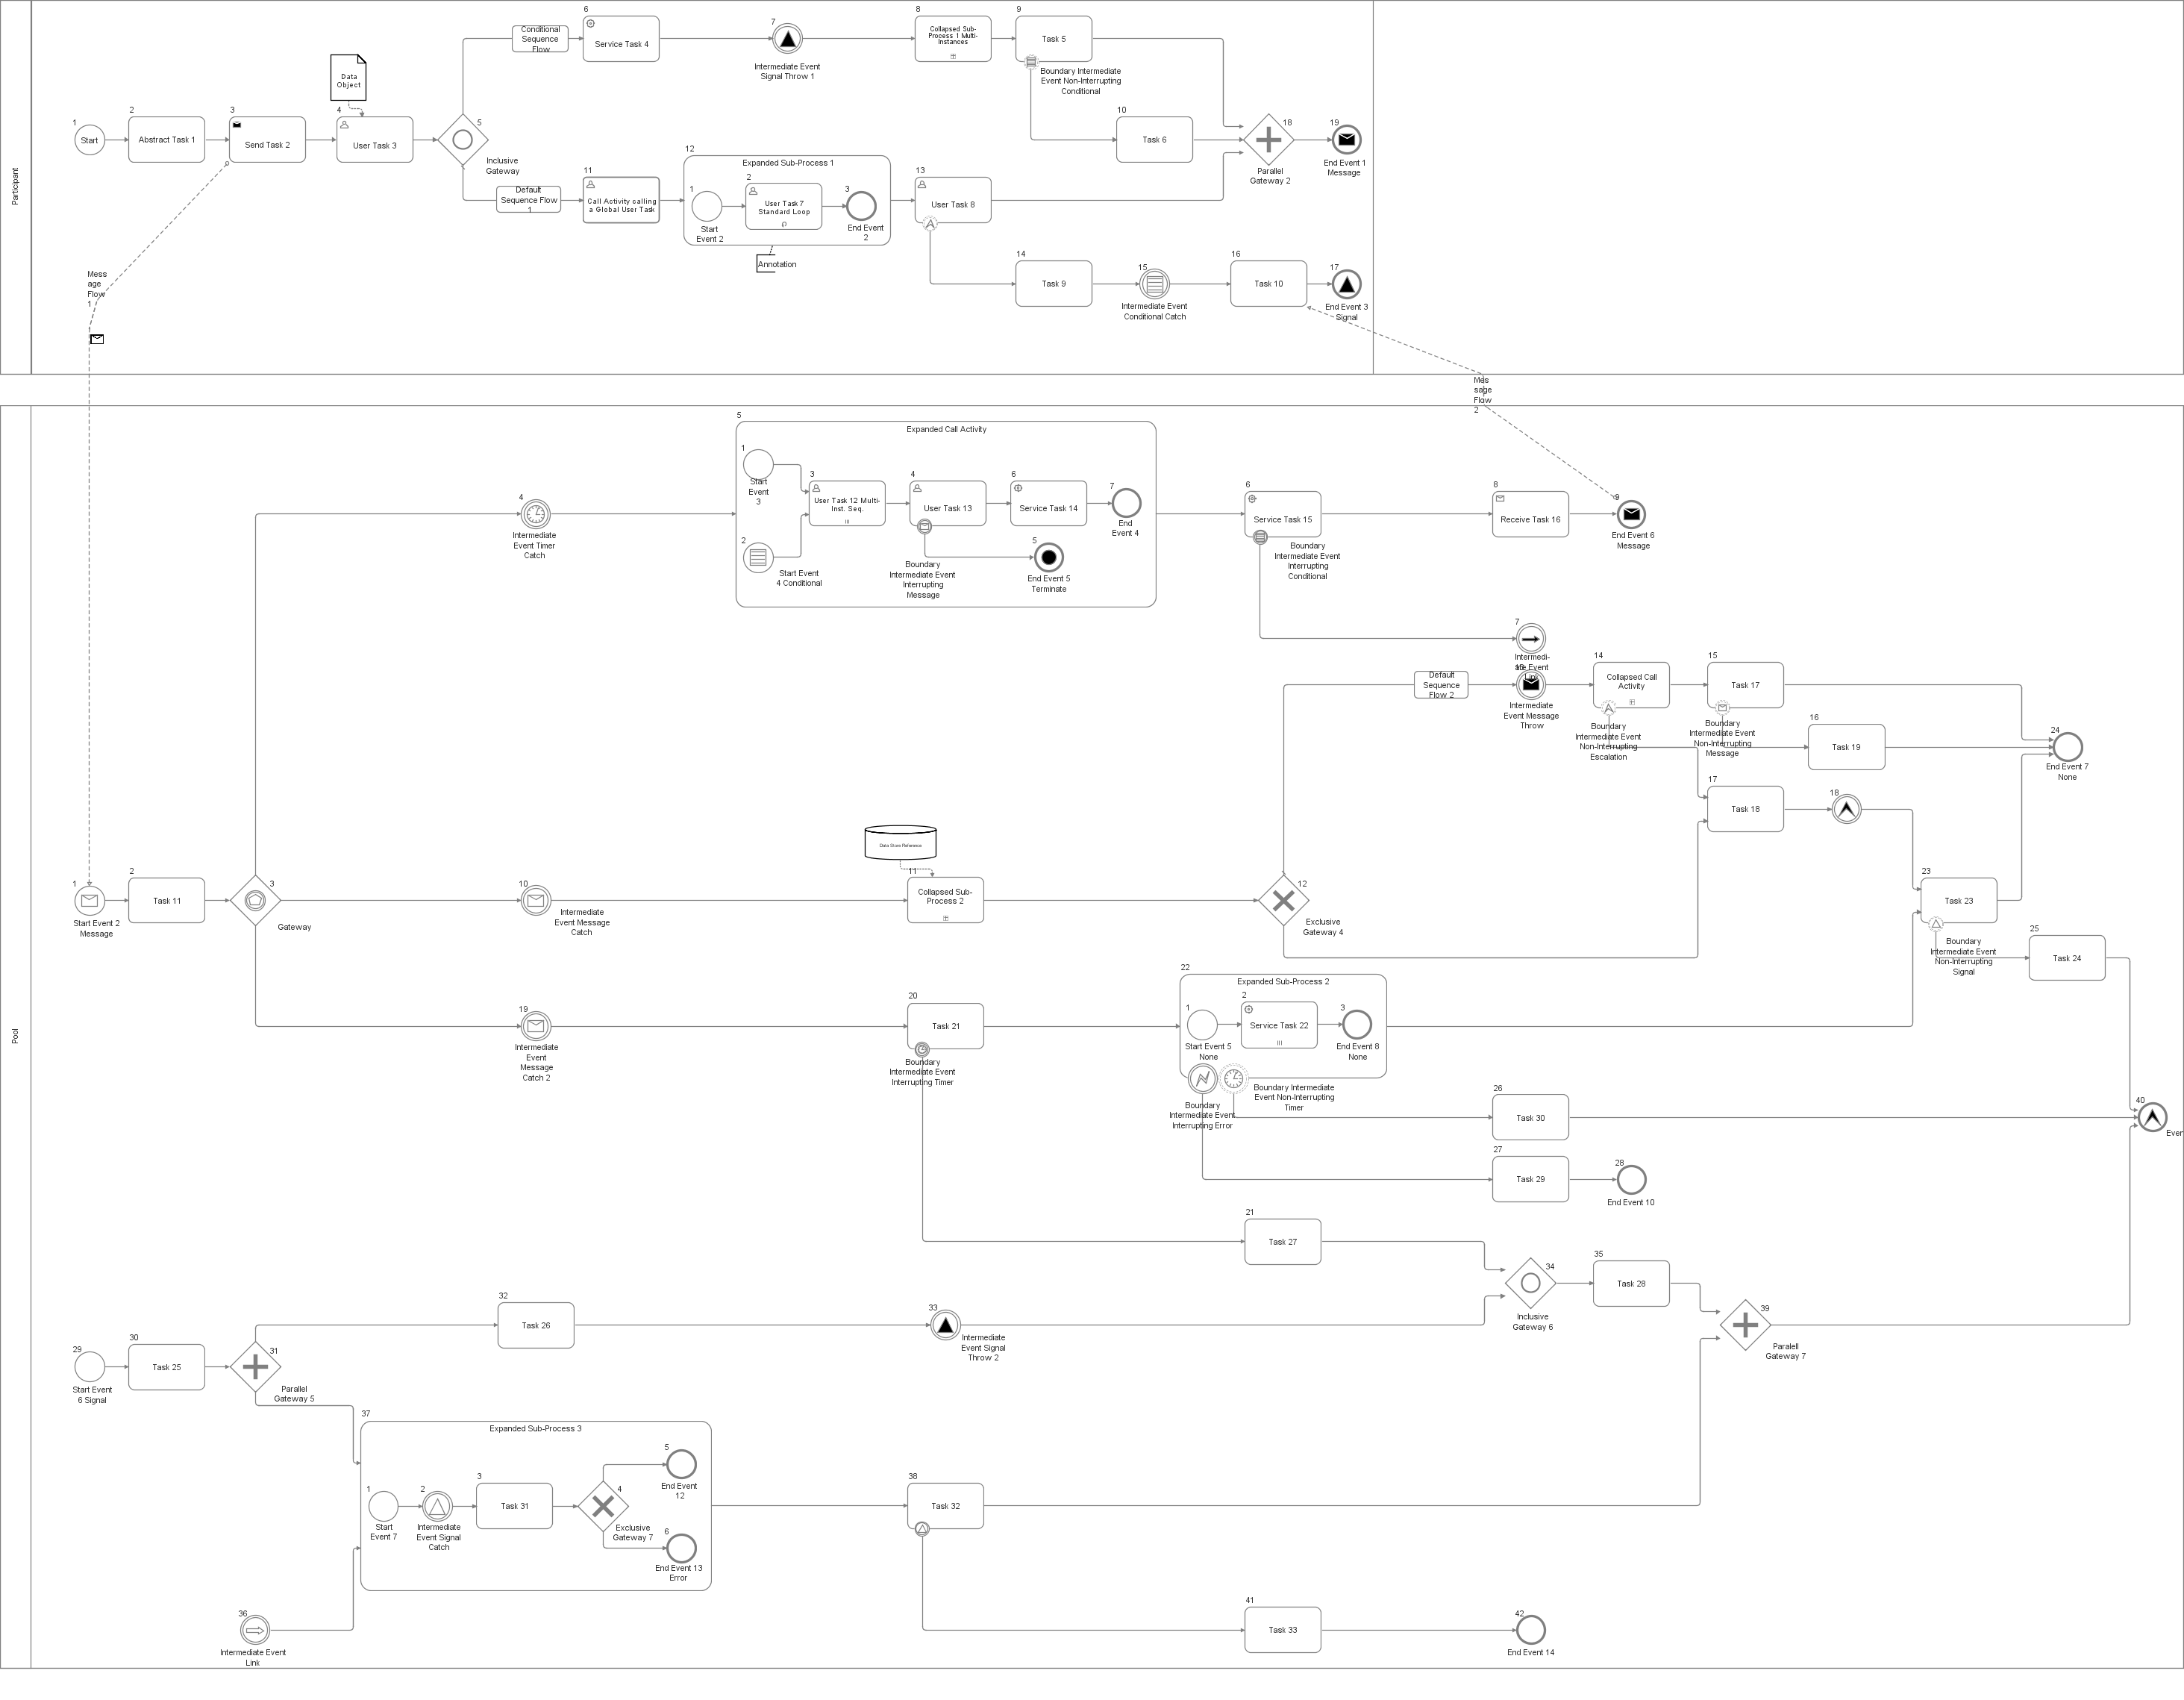 Participant
1
Start
2
Abstract Task 1
3
Send Task 2
Data
Object
4
User Task 3
5
Inclusive
Gateway
Conditional
Sequence
Flow
6
Service Task 4
7
Intermediate Event
Signal Throw 1
8
Collapsed Sub-
Process 1 Multi-
Instances
9
Task 5
Boundary Intermediate
Event Non-Interrupting
Conditional
10
Task 6
Default
Sequence Flow
1
11
Call Activity calling
a Global User Task
12
Expanded Sub-Process 1
1
Start
Event 2
2
User Task 7
Standard Loop
3
End Event
2
Annotation
13
User Task 8
14
Task 9
15
Intermediate Event
Conditional Catch
16
Task 10
17
End Event 3
Signal
18
Parallel
Gateway 2
19
End Event 1
Message
Mess
age
Flow
1
Mes
sage
Flow
2
Pool
1
Start Event 2
Message
2
Task 11
3
Gateway
4
Intermediate
Event Timer
Catch
5
Expanded Call Activity
1
Start
Event
3
2
Start Event
4 Conditional
3
User Task 12 Multi-
Inst. Seq.
4
User Task 13
Boundary
Intermediate Event
Interrupting
Message
5
End Event 5
Terminate
6
Service Task 14
7
End
Event 4
6
Service Task 15
Boundary
Intermediate Event
Interrupting
Conditional
8
Receive Task 16
9
End Event 6
Message
7
Intermedi-
ate Event
Link
Default
Sequence
Flow 2
13
Intermediate
Event Message
Throw
14
Collapsed Call
Activity
Boundary
Intermediate Event
Non-Interrupting
Escalation
15
Task 17
Boundary
Intermediate Event
Non-Interrupting
Message
16
Task 19
24
End Event 7
None
17
Task 18
18
10
Intermediate
Event Message
Catch
Data Store Reference
11
Collapsed Sub-
Process 2
12
Exclusive
Gateway 4
23
Task 23
Boundary
Intermediate Event
Non-Interrupting
Signal
25
Task 24
19
Intermediate
Event
Message
Catch 2
20
Task 21
Boundary
Intermediate Event
Interrupting Timer
22
Expanded Sub-Process 2
1
Start Event 5
None
2
Service Task 22
3
End Event 8
None
Boundary
Intermediate Event
Interrupting Error
Boundary Intermediate
Event Non-Interrupting
Timer
26
Task 30
40
Even
27
Task 29
28
End Event 10
21
Task 27
34
Inclusive
Gateway 6
35
Task 28
39
Paralell
Gateway 7
29
Start Event
6 Signal
30
Task 25
31
Parallel
Gateway 5
32
Task 26
33
Intermediate
Event Signal
Throw 2
37
Expanded Sub-Process 3
1
Start
Event 7
2
Intermediate
Event Signal
Catch
3
Task 31
4
Exclusive
Gateway 7
5
End Event
12
6
End Event 13
Error
38
Task 32
36
Intermediate Event
Link
41
Task 33
42
End Event 14